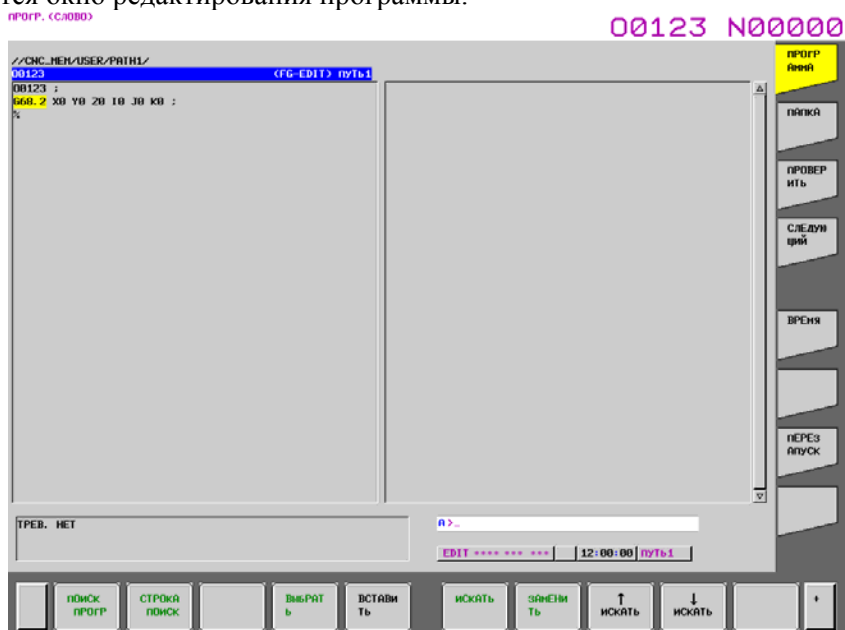 тся окно редактирования программы.
ПРОГР. (СЛОВО)
O0123 N00000
//CNC_MEM/USER/PATH1/
O0123 (FG-EDIT) ПУТЬ1
O0123 ;
G68.2 X0 Y0 Z0 I0 J0 K0 ;
%
ПРОГР
АММА
ПАПКА
ПРОВЕР
ИТЬ
СЛЕДУЮ
ЩИЙ
ВРЕМЯ
ПЕРЕЗ
АПУСК
ТРЕВ. НЕТ
A>_
EDIT **** *** *** 12:00:00 ПУТЬ1
ПОИСК
ПРОГР
СТРОКА
ПОИСК
ВЫБРАТ
Ь
ВСТАВИ
ТЬ
ИСКАТЬ
ЗАМЕНИ
ТЬ
↑
ИСКАТЬ
↓
ИСКАТЬ
+